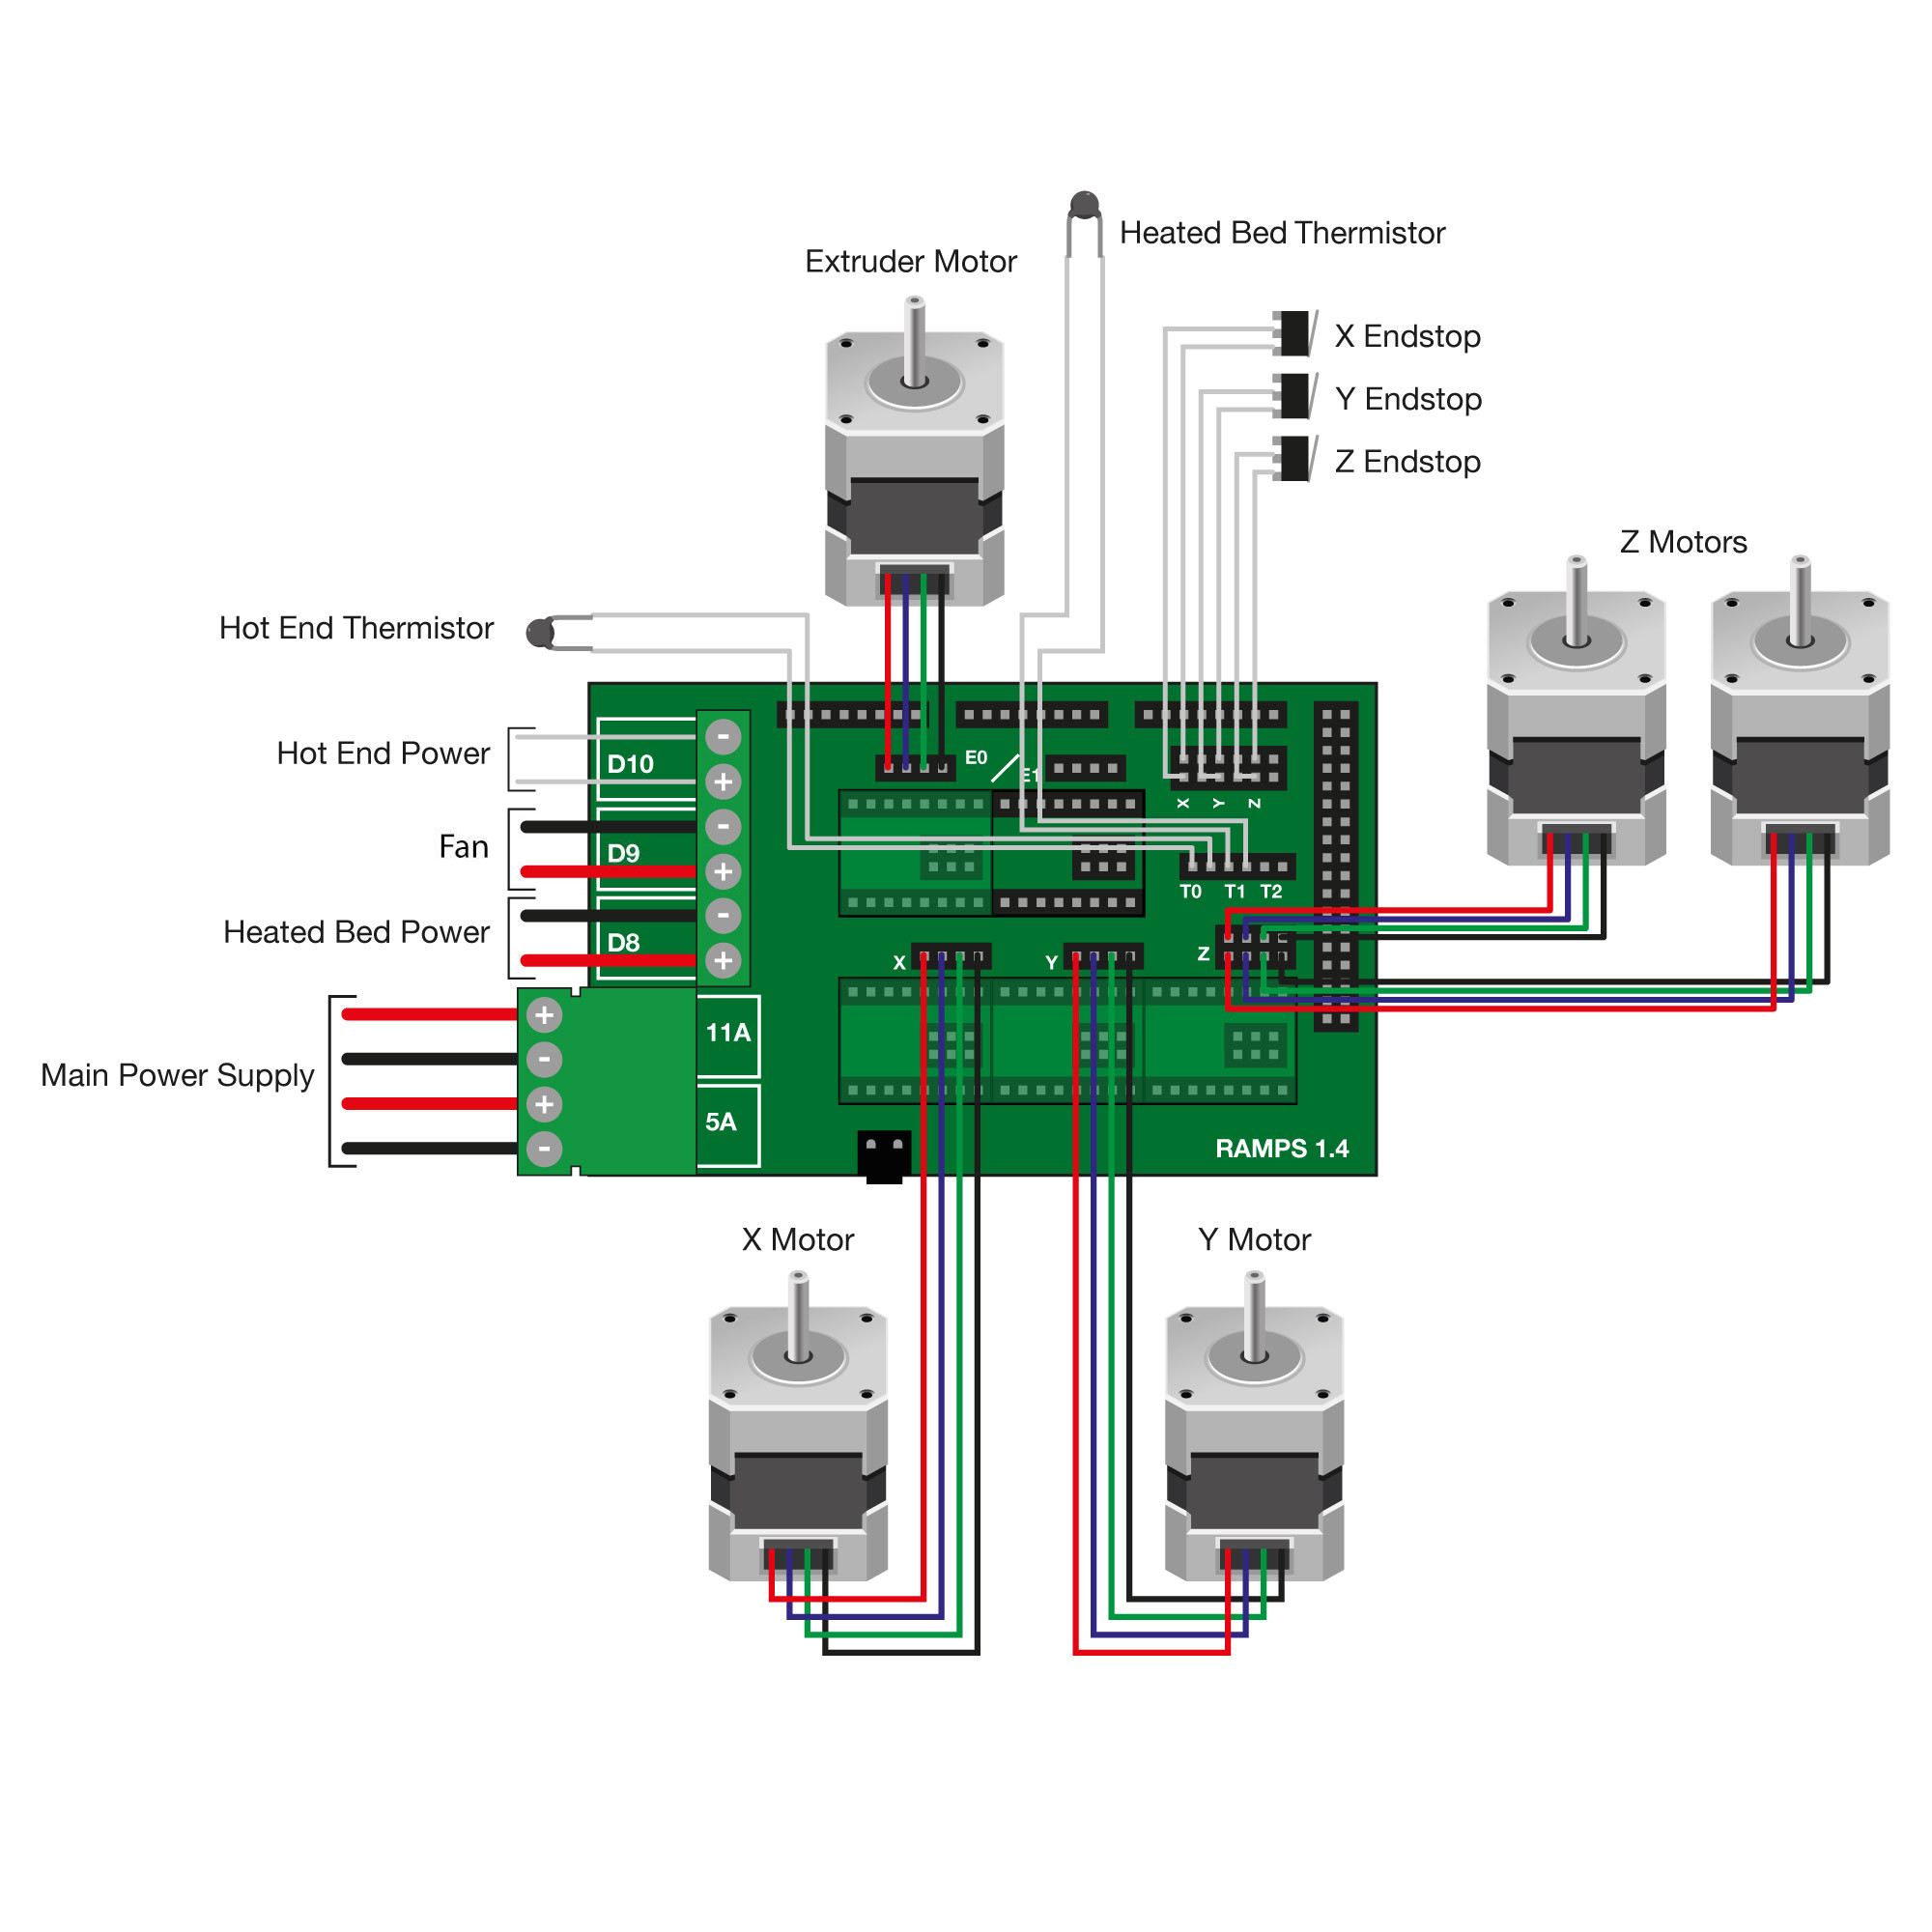 Heated Bed Thermistor
Extruder Motor
X Endstop
Y Endstop
Z Endstop
Z Motors
Hot End Thermistor
Hot End Power
D10
-
+
E0
E1
X
Y
Z
Fan
D9
-
+
T0 T1 T2
Heated Bed Power
D8
-
+
X
Y
Z
Main Power Supply
+
-
+
-
11A
5A
RAMPS 1.4
X Motor
Y Motor